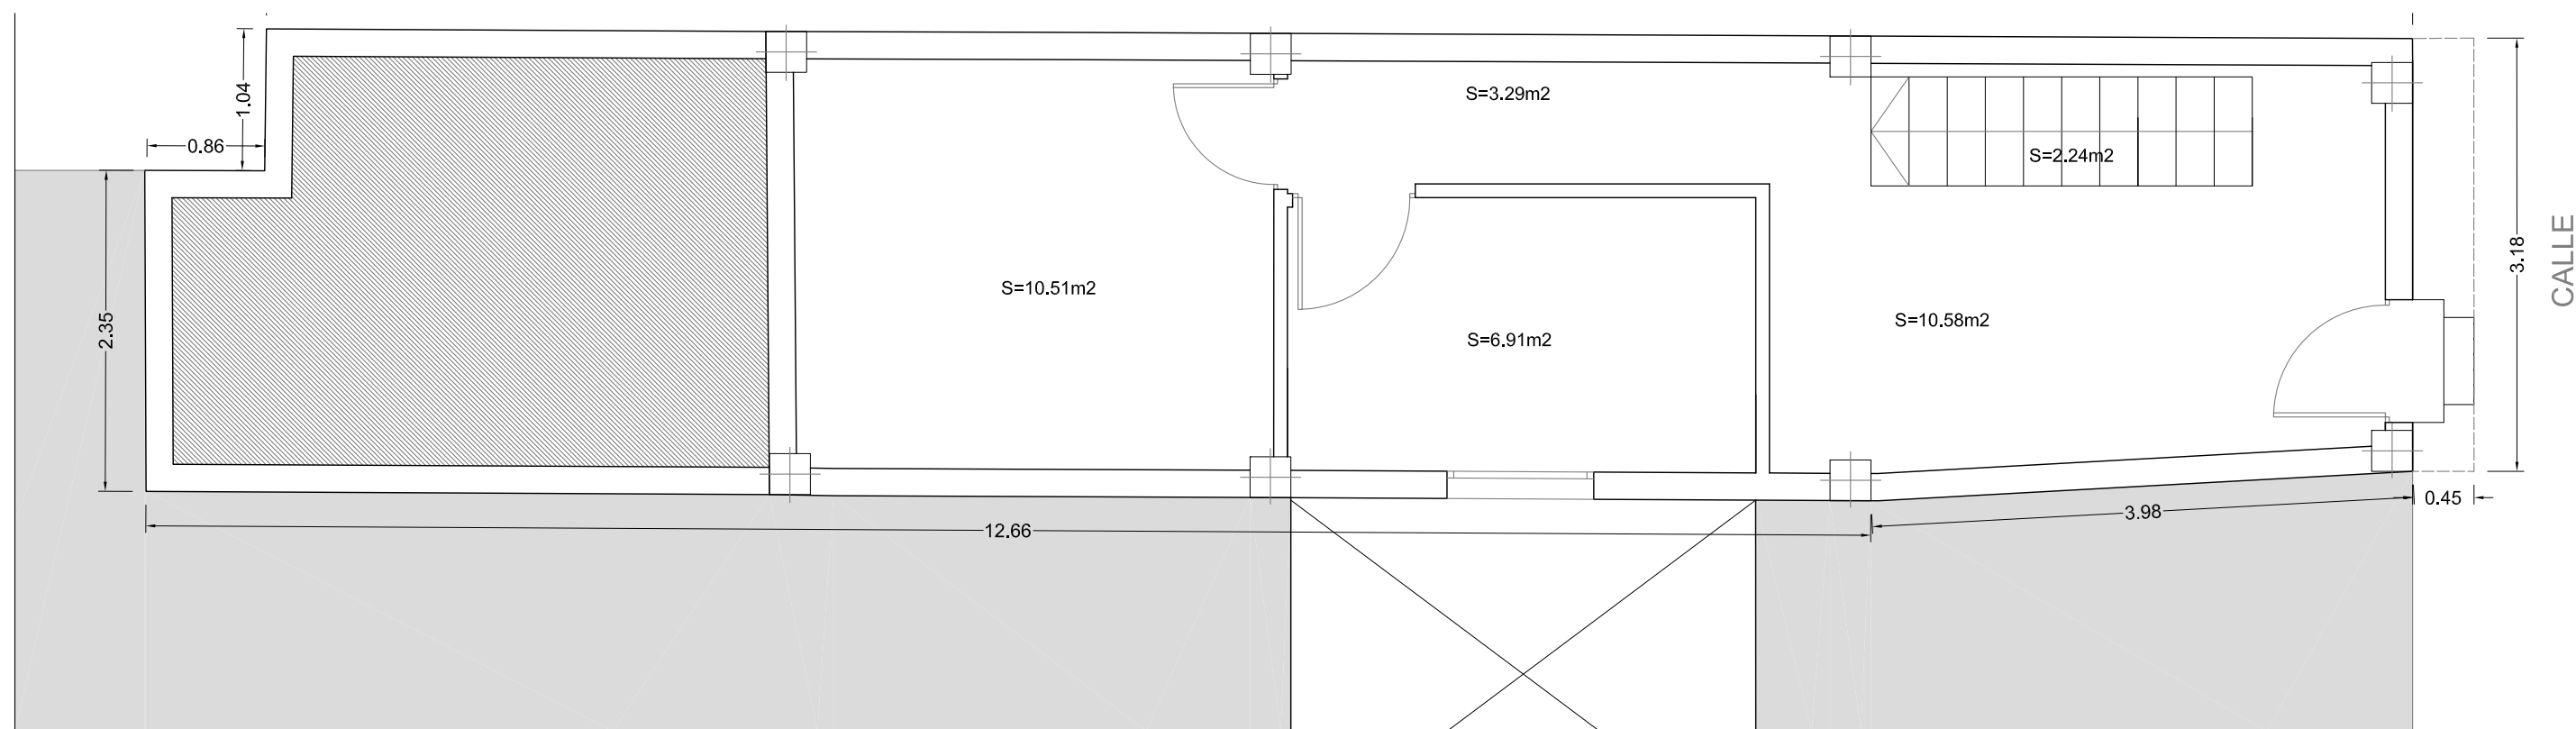 1.04
0.86
2.35
S=3.29m2
S=2.24m2
S=10.51m2
S=6.91m2
S=10.58m2
3.18
CALLE
0.45
3.98
12.66